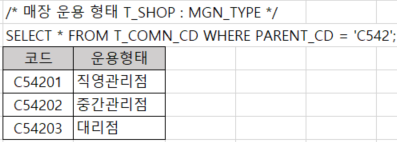 /* 매장 운용 형태 T_SHOP : MGN_TYPE */
SELECT * FROM T_COMN_CD WHERE PARENT_CD = 'C542';
코드 운용형태
C54201 직영관리점
C54202 중간관리점
C54203 대리점